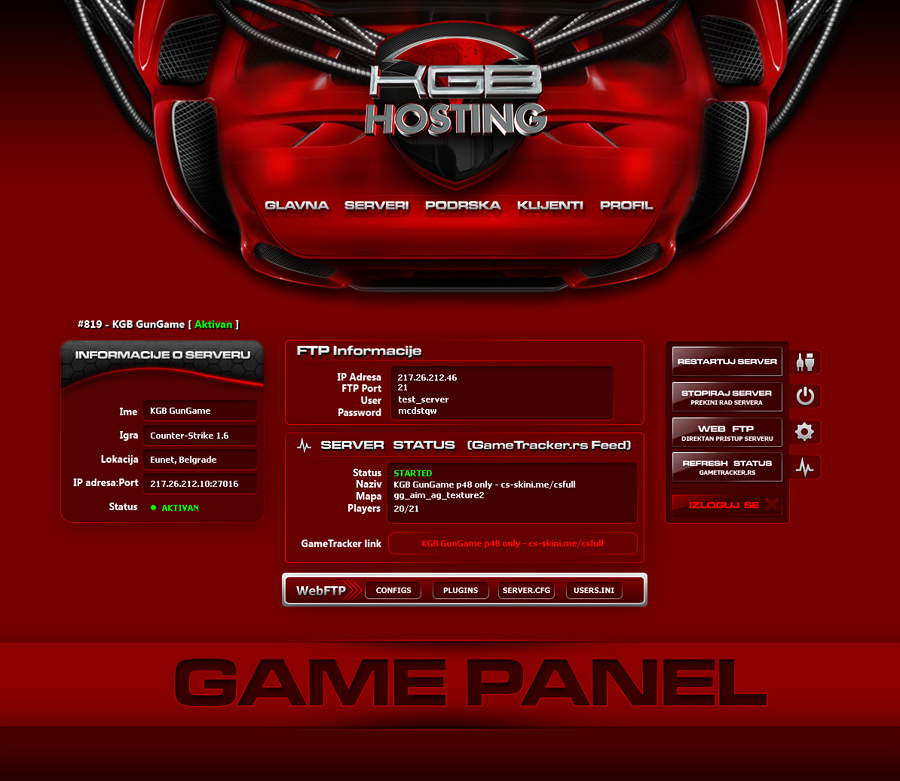 KGB
HOSTING
GLAVNA SERVERI PODRSKA KLIJENTI PROFIL
#819 - KGB GunGame [ Aktivan ]
INFORMACIJE O SERVERU
Ime KGB GunGame
Igra Counter-Strike 1.6
Lokacija Eunet, Belgrade
IP adresa:Port 217.26.212.10:27016
Status AKTIVAN
FTP Informacije
IP Adresa 217.26.212.46
FTP Port 21
User test_server
Password mcdstqw
SERVER STATUS (GameTracker.rs Feed)
Status STARTED
Naziv KGB GunGame p48 only - cs-skini.me/csfull
Mapa gg_aim_ag_texture2
Players 20/21
GameTracker link KGB GunGame p48 only - cs-skini.me/csfull
WebFTP CONFIGS PLUGINS SERVER.CFG USERS.INI
RESTARTUJ SERVER
STOPIRAJ SERVER
PREKINI RAD SERVERA
WEB FTP
DIREKTAN PRISTUP SERVERU
REFRESH STATUS
GAMETRACKER.RS
IZLOGUJ SE
GAME PANEL